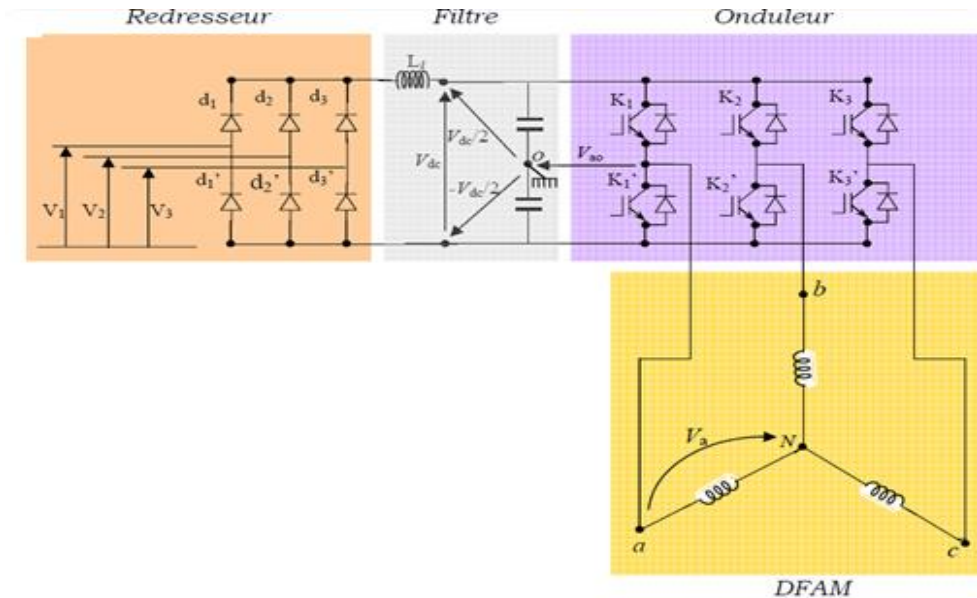 Redresseur
Filtre
Onduleur
d₁ d₂ d₃
d₁' d₂' d₃'
V₁ V₂ V₃
Vdc/2
Vdc
-Vdc/2
o
Vao
K₁ K₂ K₃
K₁' K₂' K₃'
b
Va
N
a
c
DFAM